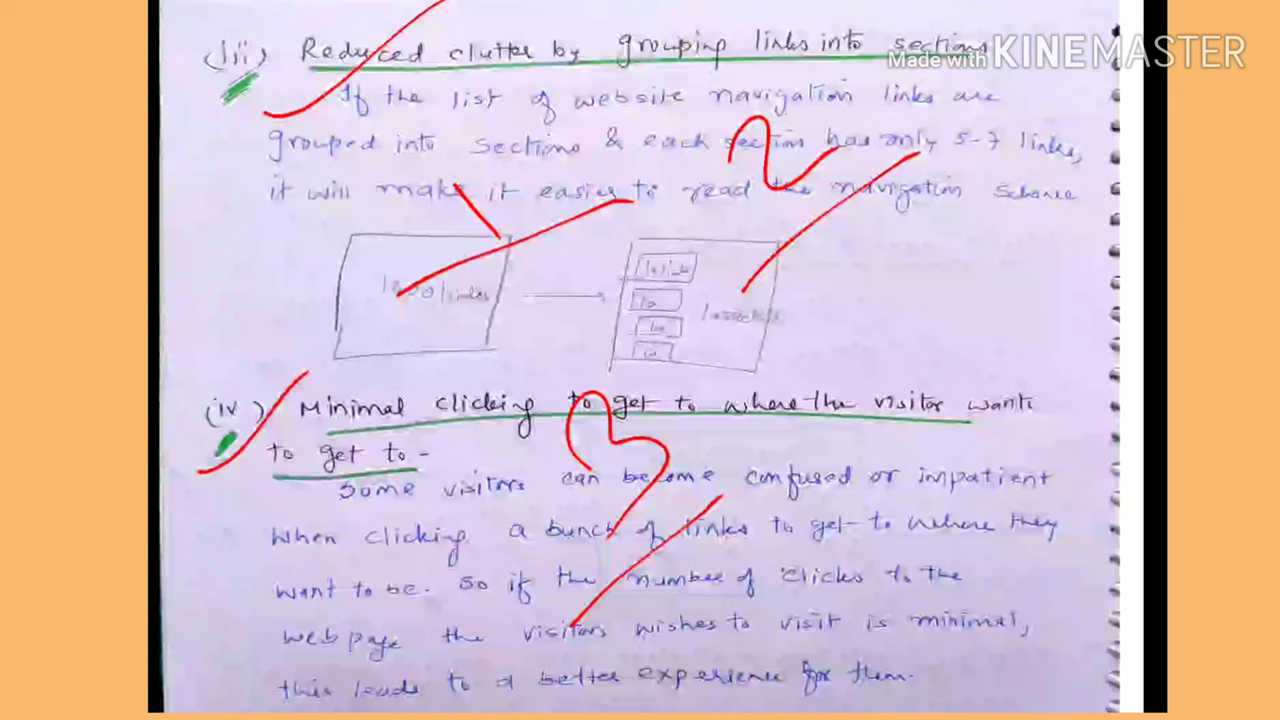 (iii) Reduced clutter by grouping links into sections
Made with KINEMASTER
If the list of website navigation links are
grouped into sections & each section has only 5-7 links,
it will make it easier to read the navigation scheme
1000 links
10 links
10
10
10
(iv) Minimal clicking to get to where the visitor wants
to get to -
Some visitors can become confused or impatient
when clicking a bunch of links to get to where they
want to be. So if the number of clicks to the
webpage the visitors wishes to visit is minimal,
this leads to a better experience for them.